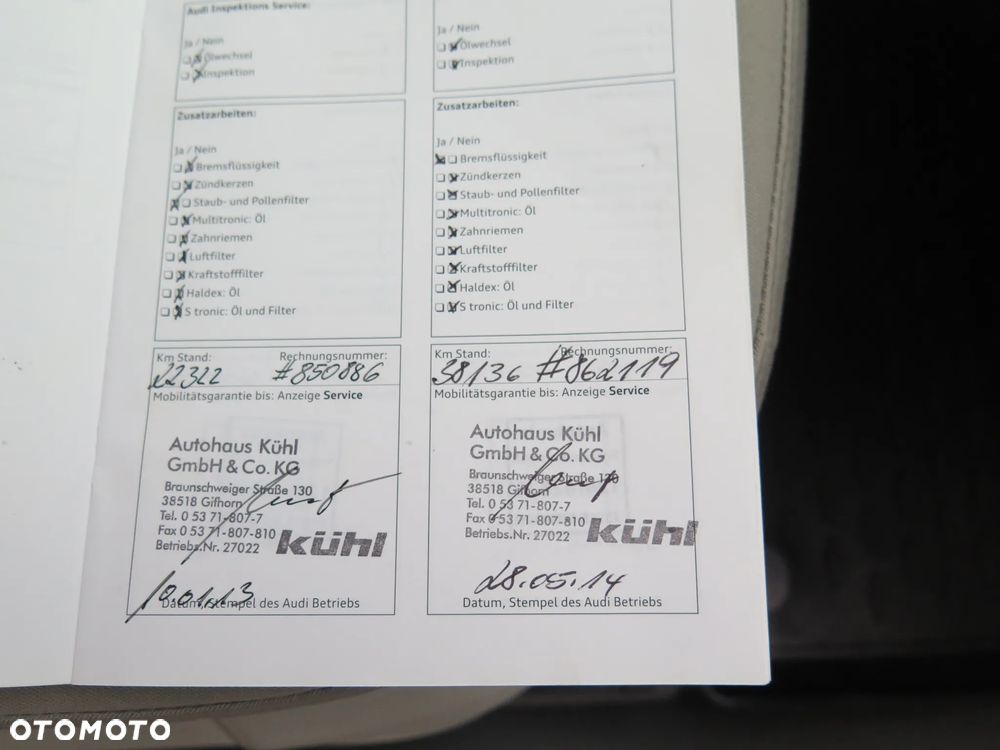 Audi Inspektions Service:
Ja / Nein
Ölwechsel
Inspektion
Zusatzarbeiten:
Ja / Nein
Bremsflüssigkeit
Zündkerzen
Staub- und Pollenfilter
Multitronic: Öl
Zahnriemen
Luftfilter
Kraftstofffilter
Haldex: Öl
S tronic: Öl und Filter
Km Stand: Rechnungsnummer:
22322 #850886
Mobilitätsgarantie bis: Anzeige Service
Autohaus Kühl
GmbH & Co. KG
Braunschweiger Straße 130
38518 Gifhorn
Tel. 0 53 71-807-7
Fax 0 53 71-807-810
Betriebs.Nr. 27022
kühl
Datum, Stempel des Audi Betriebs
Ja / Nein
Ölwechsel
Inspektion
Zusatzarbeiten:
Ja / Nein
Bremsflüssigkeit
Zündkerzen
Staub- und Pollenfilter
Multitronic: Öl
Zahnriemen
Luftfilter
Kraftstofffilter
Haldex: Öl
S tronic: Öl und Filter
Km Stand: Rechnungsnummer:
38136 #862119
Mobilitätsgarantie bis: Anzeige Service
Autohaus Kühl
GmbH & Co. KG
Braunschweiger Straße 130
38518 Gifhorn
Tel. 0 53 71-807-7
Fax 0 53 71-807-810
Betriebs.Nr. 27022
kühl
28.05.14
Datum, Stempel des Audi Betriebs
OTOMOTO